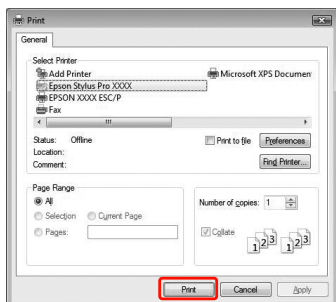 Print
General
Select Printer
Add Printer
Microsoft XPS Documen
Epson Stylus Pro XXXX
EPSON XXXX ESC/P
Fax
Status: Offline
Print to file
Preferences
Location:
Comment:
Find Printer...
Page Range
All
Selection
Current Page
Pages:
Number of copies: 1
Collate
1 2 3 1 2 3
Print
Cancel
Apply